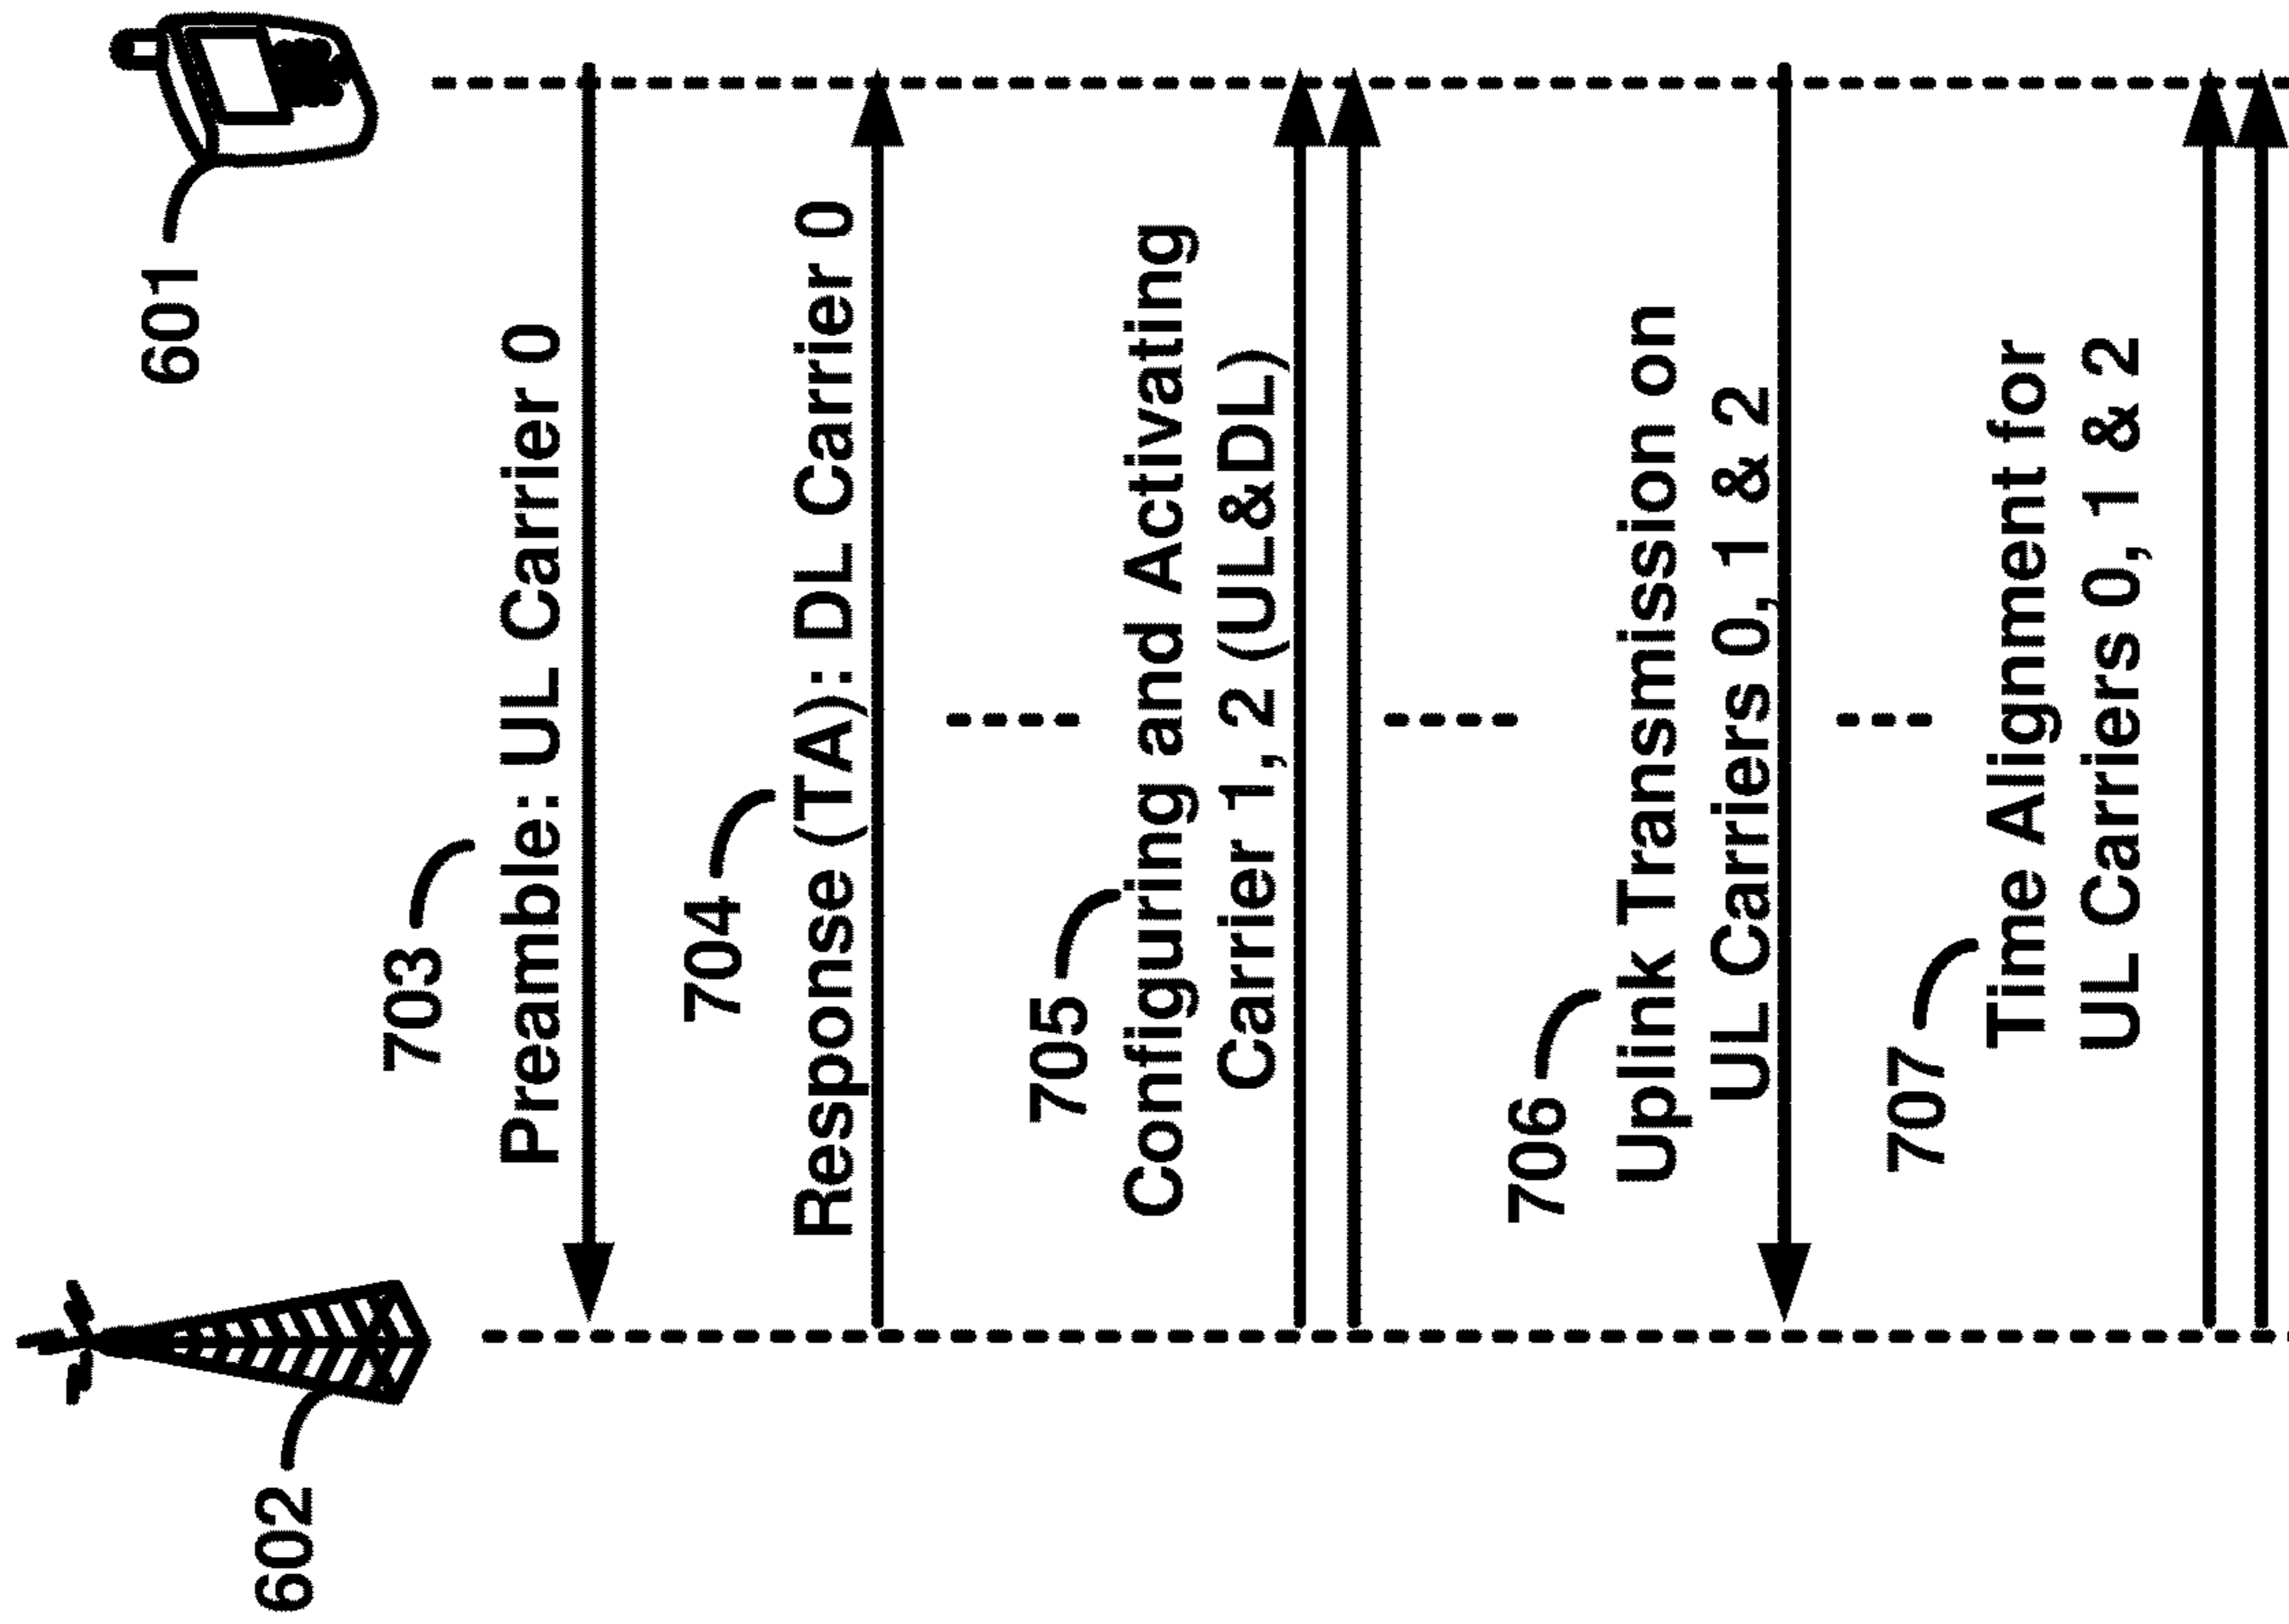 602
601
703
Preamble: UL Carrier 0
704
Response (TA): DL Carrier 0
705
Configuring and Activating
Carrier 1, 2 (UL&DL)
706
Uplink Transmission on
UL Carriers 0, 1 & 2
707
Time Alignment for
UL Carriers 0, 1 & 2